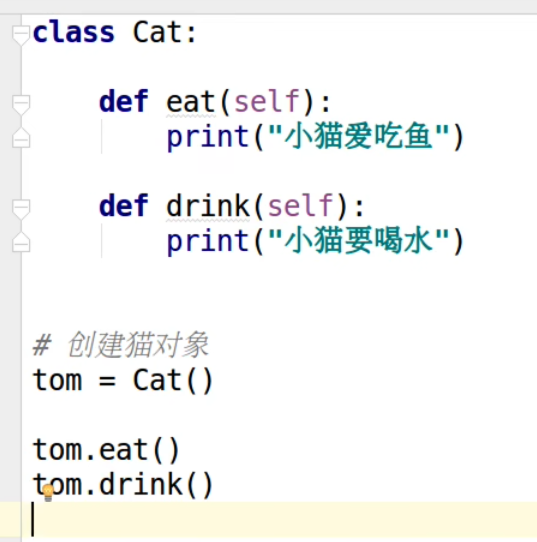 class Cat:
def eat(self):
print("小猫爱吃鱼")
def drink(self):
print("小猫要喝水")
# 创建猫对象
tom = Cat()
tom.eat()
tom.drink()